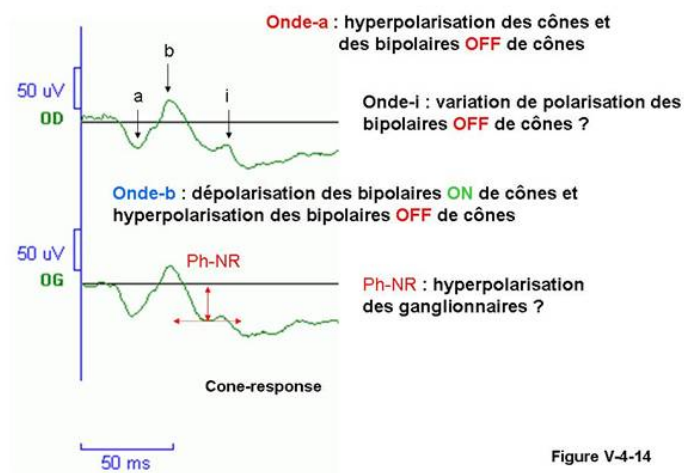 Onde-a : hyperpolarisation des cônes et
des bipolaires OFF de cônes
b
50 uV
a
i
OD
Onde-i : variation de polarisation des
bipolaires OFF de cônes ?
Onde-b : dépolarisation des bipolaires ON de cônes et
hyperpolarisation des bipolaires OFF de cônes
50 uV
Ph-NR
OG
Ph-NR : hyperpolarisation
des ganglionnaires ?
Cone-response
50 ms
Figure V-4-14